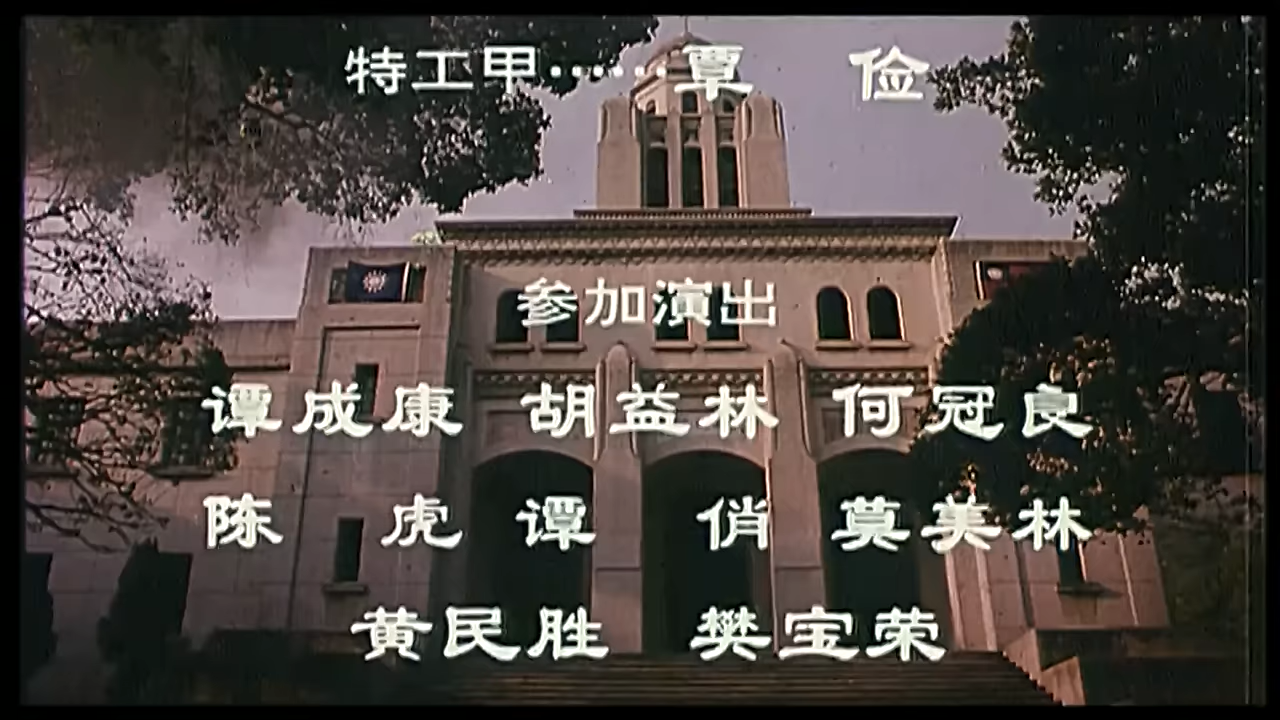 特工甲……覃 俭
参加演出
谭成康 胡益林 何冠良
陈 虎 谭 俏 莫美林
黄民胜 樊宝荣